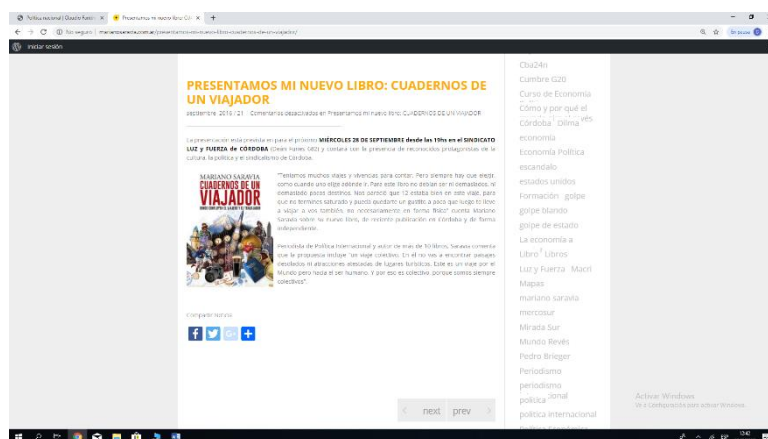 Política nacional | Claudio Fantini
Presentamos mi nuevo libro: CU
No seguro | marianosaravia.com.ar/presentamos-mi-nuevo-libro-cuadernos-de-un-viajador/
En pausa
Iniciar sesión
PRESENTAMOS MI NUEVO LIBRO: CUADERNOS DE
UN VIAJADOR
septiembre 2016 / 21 Comentarios desactivados en Presentamos mi nuevo libro: CUADERNOS DE UN VIAJADOR
La presentación está prevista en para el próximo MIÉRCOLES 28 DE SEPTIEMBRE desde las 19hs en el SINDICATO
LUZ y FUERZA de CÓRDOBA (Deán Funes 682) y contará con la presencia de reconocidos protagonistas de la
cultura, la política y el sindicalismo de Córdoba.
MARIANO SARAVIA
CUADERNOS DE UN
VIAJADOR
"Tenemos muchos viajes y vivencias para contar. Pero siempre hay que elegir,
como cuando uno elige adónde ir. Para este libro no debían ser ni demasiados, ni
demasiado pocos destinos. Nos pareció que 12 estaba bien en este viaje, para
que no termines saturado y pueda quedarte un gustito a poco que luego te lleve
a viajar a vos también, no necesariamente en forma física" cuenta Mariano
Saravia sobre su nuevo libro, de reciente publicación en Córdoba y de forma
independiente.
Periodista de Política Internacional y autor de más de 10 libros, Saravia comenta
que la propuesta incluye "un viaje colectivo. En él no vas a encontrar paisajes
desolados ni atracciones atestadas de lugares turísticos. Este es un viaje por el
Mundo pero hacia el ser humano. Y por eso es colectivo, porque somos siempre
colectivos".
Compartir noticia
next prev
Cba24n
Cumbre G20
Curso de Economía
Cómo y por qué el
Córdoba Dilma
economía
Economía Política
escandalo
estados unidos
Formación golpe
golpe blando
golpe de estado
La economía a
Libro Libros
Luz y Fuerza Macri
Mapas
mariano saravia
mercosur
Mirada Sur
Mundo Revés
Pedro Brieger
Periodismo
periodismo
política
política internacional
Activar Windows
Ve a Configuración para activar Windows.